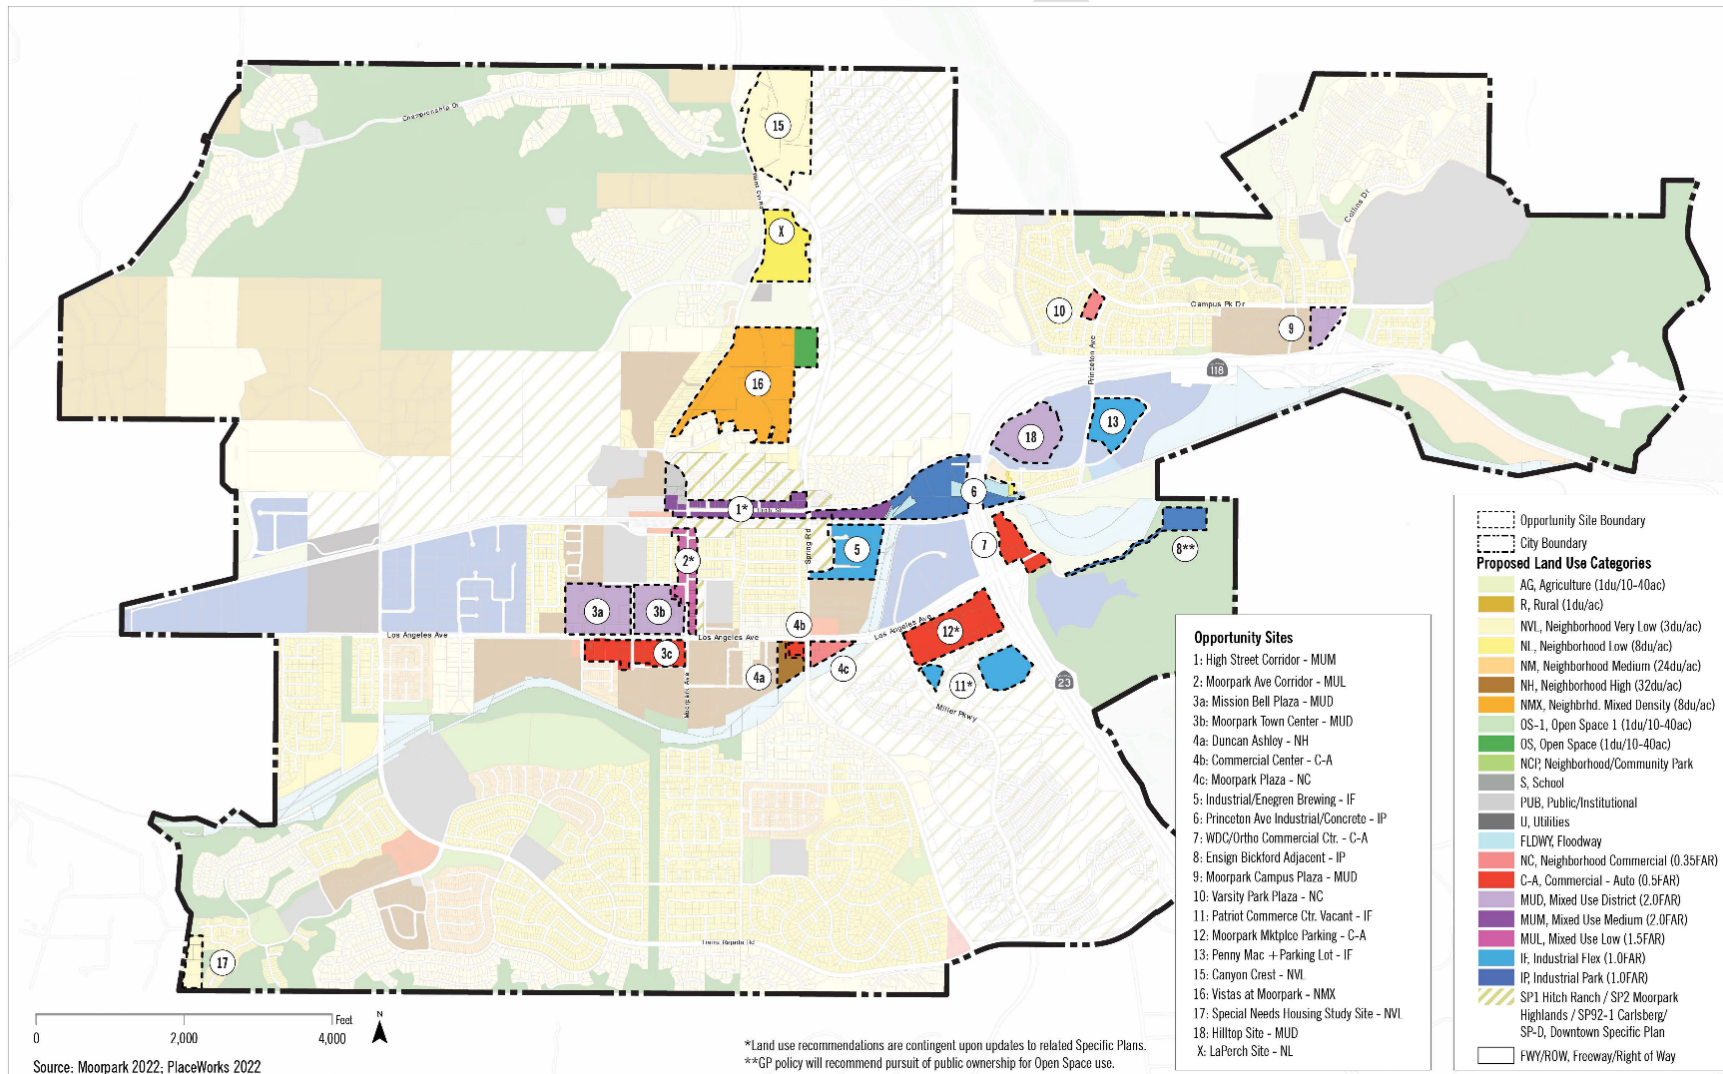 Championship Dr
15
X
Collins Dr
10
Campus Pk Dr
9
Princeton Ave
118
16
13
18
6
1*
High St
Spring Rd
5
7
8**
2*
3a
3b
4b
Los Angeles Ave
Los Angeles Ave
Los Angeles Ave
12*
3c
4a
4c
11*
Moorpark Ave
Miller Pkwy
23
Tierra Rejada Rd
17
Opportunity Sites
1: High Street Corridor - MUM
2: Moorpark Ave Corridor - MUL
3a: Mission Bell Plaza - MUD
3b: Moorpark Town Center - MUD
4a: Duncan Ashley - NH
4b: Commercial Center - C-A
4c: Moorpark Plaza - NC
5: Industrial/Enegren Brewing - IF
6: Princeton Ave Industrial/Concrete - IP
7: WDC/Ortho Commercial Ctr. - C-A
8: Ensign Bickford Adjacent - IP
9: Moorpark Campus Plaza - MUD
10: Varsity Park Plaza - NC
11: Patriot Commerce Ctr. Vacant - IF
12: Moorpark Mktplce Parking - C-A
13: Penny Mac +Parking Lot - IF
15: Canyon Crest - NVL
16: Vistas at Moorpark - NMX
17: Special Needs Housing Study Site - NVL
18: Hilltop Site - MUD
X: LaPerch Site - NL
Opportunity Site Boundary
City Boundary
Proposed Land Use Categories
AG, Agriculture (1du/10-40ac)
R, Rural (1du/ac)
NVL, Neighborhood Very Low (3du/ac)
NL, Neighborhood Low (8du/ac)
NM, Neighborhood Medium (24du/ac)
NH, Neighborhood High (32du/ac)
NMX, Neighbrhd. Mixed Density (8du/ac)
OS-1, Open Space 1 (1du/10-40ac)
OS, Open Space (1du/10-40ac)
NCP, Neighborhood/Community Park
S, School
PUB, Public/Institutional
U, Utilities
FLDWY, Floodway
NC, Neighborhood Commercial (0.35FAR)
C-A, Commercial - Auto (0.5FAR)
MUD, Mixed Use District (2.0FAR)
MUM, Mixed Use Medium (2.0FAR)
MUL, Mixed Use Low (1.5FAR)
IF, Industrial Flex (1.0FAR)
IP, Industrial Park (1.0FAR)
SP1 Hitch Ranch / SP2 Moorpark
Highlands / SP92-1 Carlsberg/
SP-D, Downtown Specific Plan
FWY/ROW, Freeway/Right of Way
0 2,000 4,000
Feet
N
Source: Moorpark 2022; PlaceWorks 2022
*Land use recommendations are contingent upon updates to related Specific Plans.
**GP policy will recommend pursuit of public ownership for Open Space use.